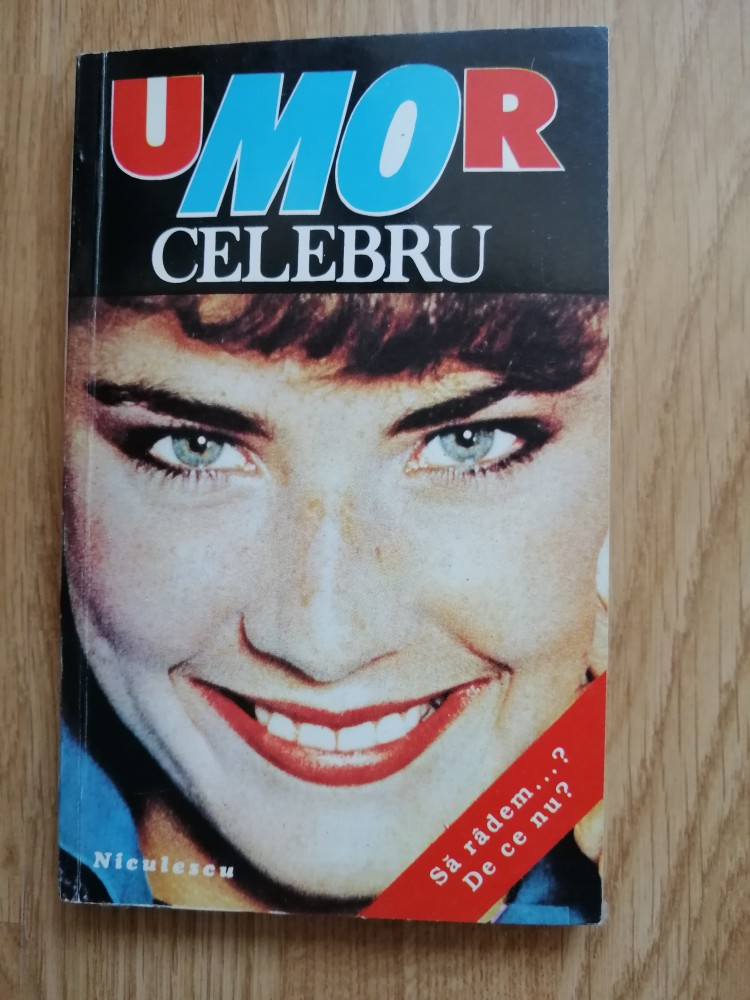 UMOR
CELEBRU
Să râdem...?
De ce nu?
Niculescu